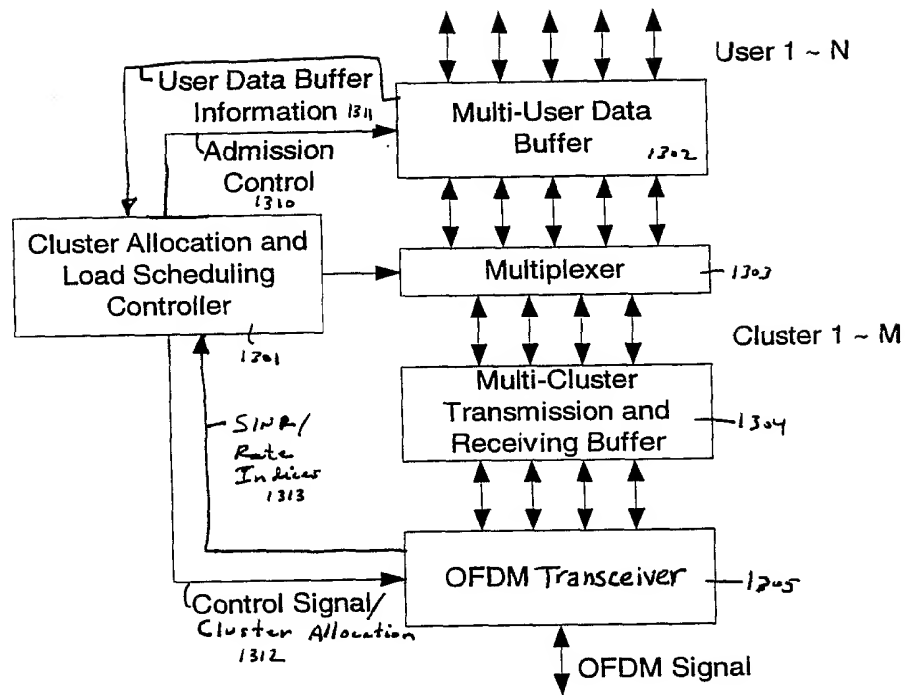 User 1 ~ N
User Data Buffer
Information 1311
Multi-User Data
Buffer
1302
Admission
Control
1310
Cluster Allocation and
Load Scheduling
Controller
1301
Multiplexer
1303
Cluster 1 ~ M
Multi-Cluster
Transmission and
Receiving Buffer
1304
SINR/
Rate
Indices
1313
OFDM Transceiver
1305
Control Signal/
Cluster Allocation
1312
OFDM Signal